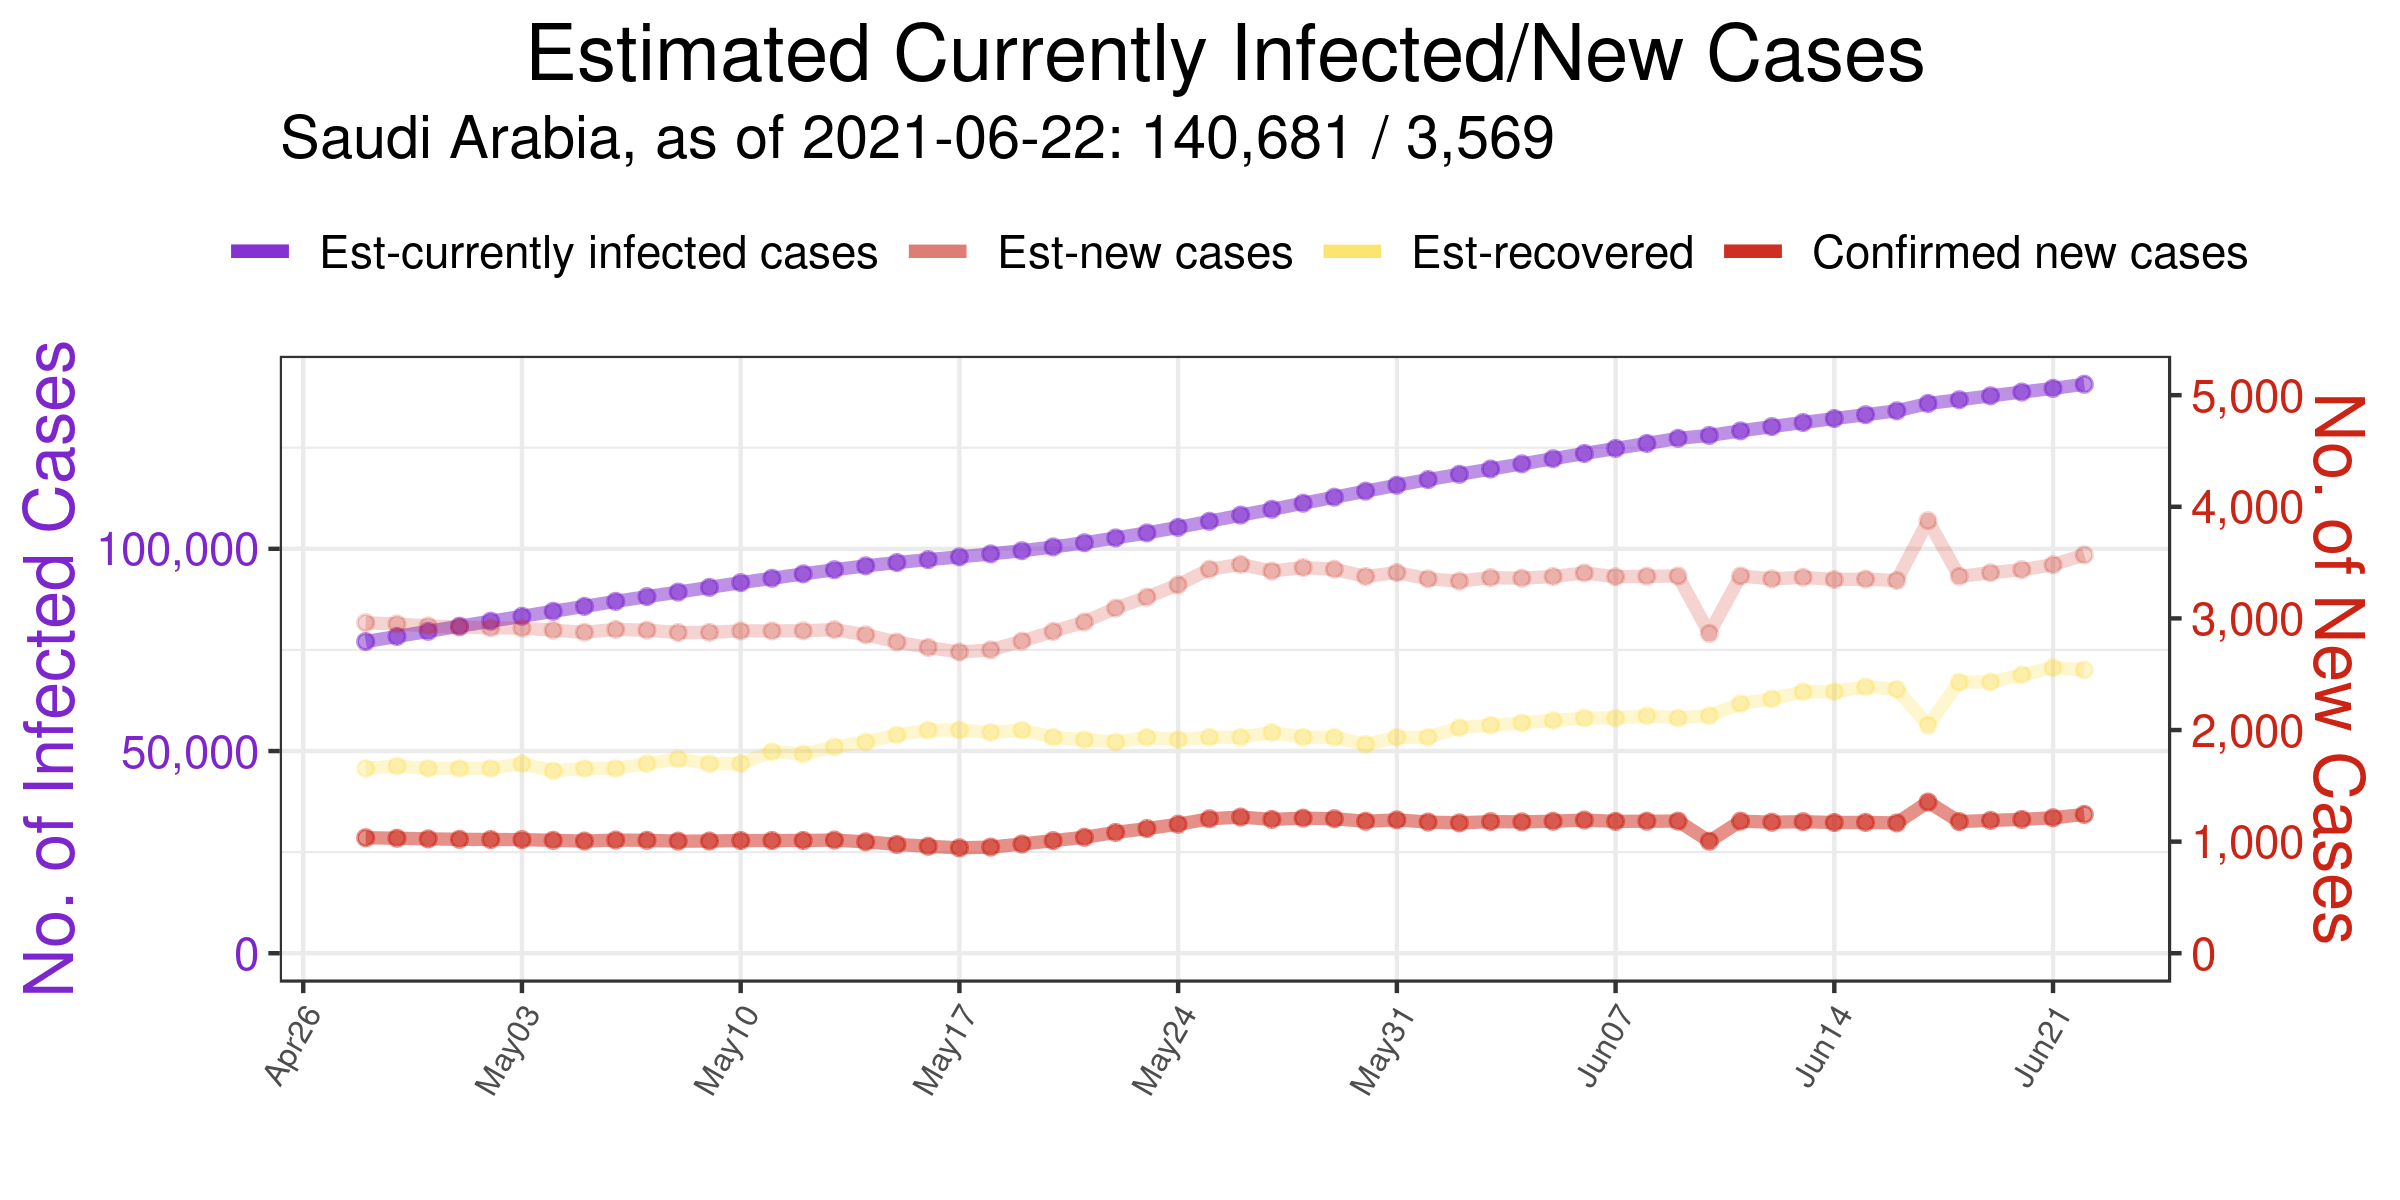 Estimated Currently Infected/New Cases
Saudi Arabia, as of 2021-06-22: 140,681 / 3,569
Est-currently infected cases
Est-new cases
Est-recovered
Confirmed new cases
No. of Infected Cases
100,000
50,000
0
5,000
4,000
3,000
2,000
1,000
0
No. of New Cases
Apr26
May03
May10
May17
May24
May31
Jun07
Jun14
Jun21